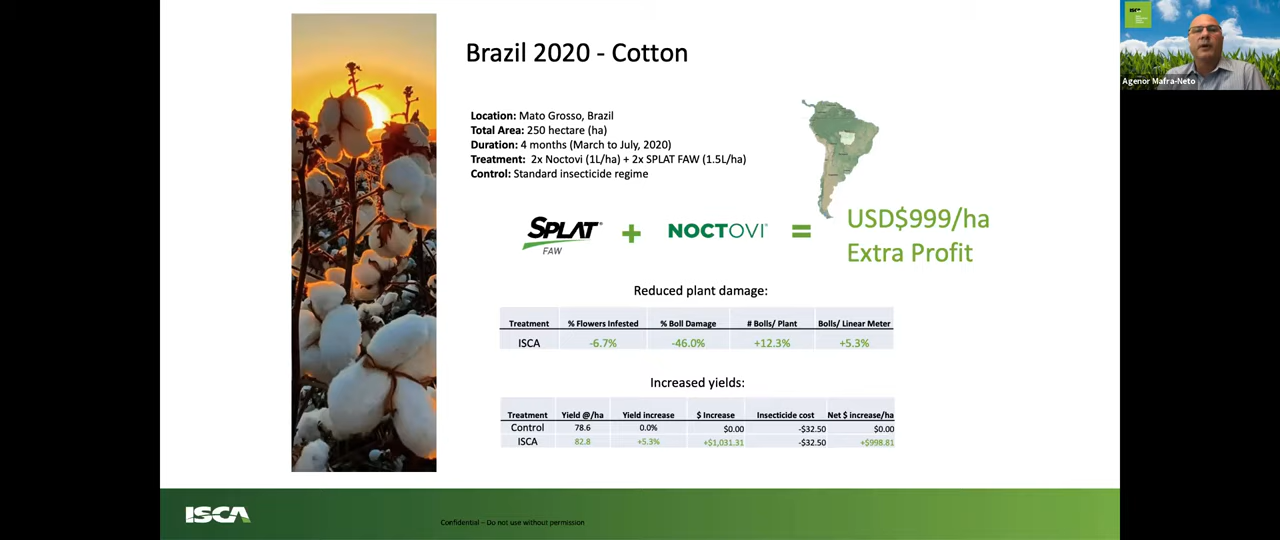 Brazil 2020 - Cotton
Location: Mato Grosso, Brazil
Total Area: 250 hectare (ha)
Duration: 4 months (March to July, 2020)
Treatment: 2x Noctovi (1L/ha) + 2x SPLAT FAW (1.5L/ha)
Control: Standard insecticide regime
SPLAT® + NOCTOVI® =
FAW
USD$999/ha
Extra Profit
Reduced plant damage:
Treatment % Flowers Infested % Boll Damage # Bolls/ Plant Bolls/ Linear Meter
ISCA -6.7% -46.0% +12.3% +5.3%
Increased yields:
Treatment Yield @/ha Yield increase $ Increase Insecticide cost Net $ increase/ha
Control 78.6 0.0% $0.00 -$32.50 $0.00
ISCA 82.8 +5.3% +$1,031.31 -$32.50 +$998.81
ISCA
Confidential – Do not use without permission
ISCA
Agenor Mafra-Neto